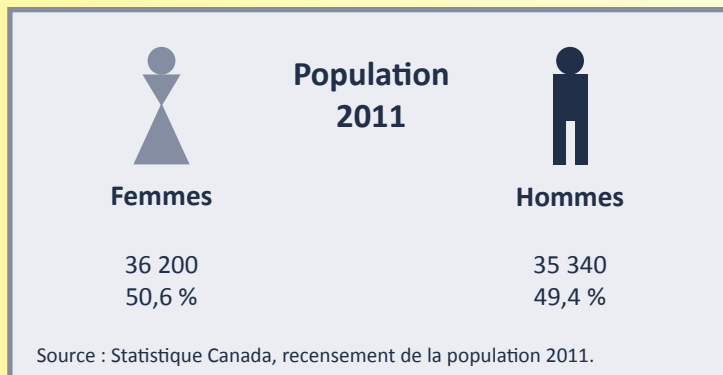 Population
2011
Femmes
Hommes
36 200
35 340
50,6 %
49,4 %
Source : Statistique Canada, recensement de la population 2011.